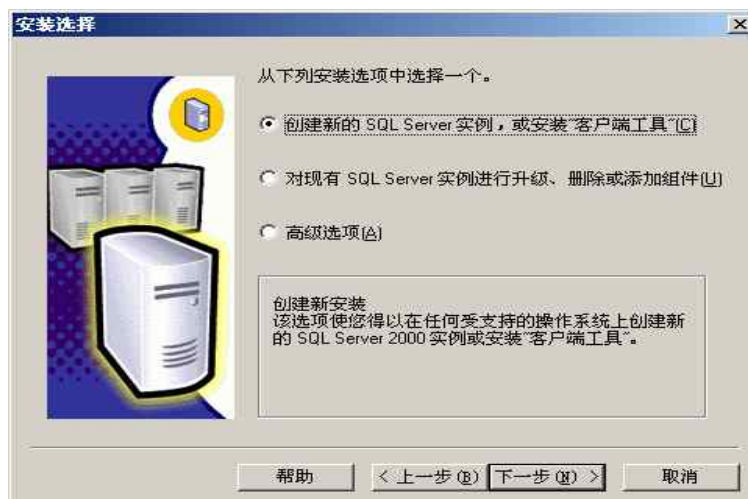 安装选择
从下列安装选项中选择一个。
创建新的 SQL Server 实例，或安装"客户端工具"(C)
对现有 SQL Server 实例进行升级、删除或添加组件(U)
高级选项(A)
创建新安装
该选项使您得以在任何受支持的操作系统上创建新
的 SQL Server 2000 实例或安装"客户端工具"。
帮助
< 上一步(B)
下一步(N) >
取消